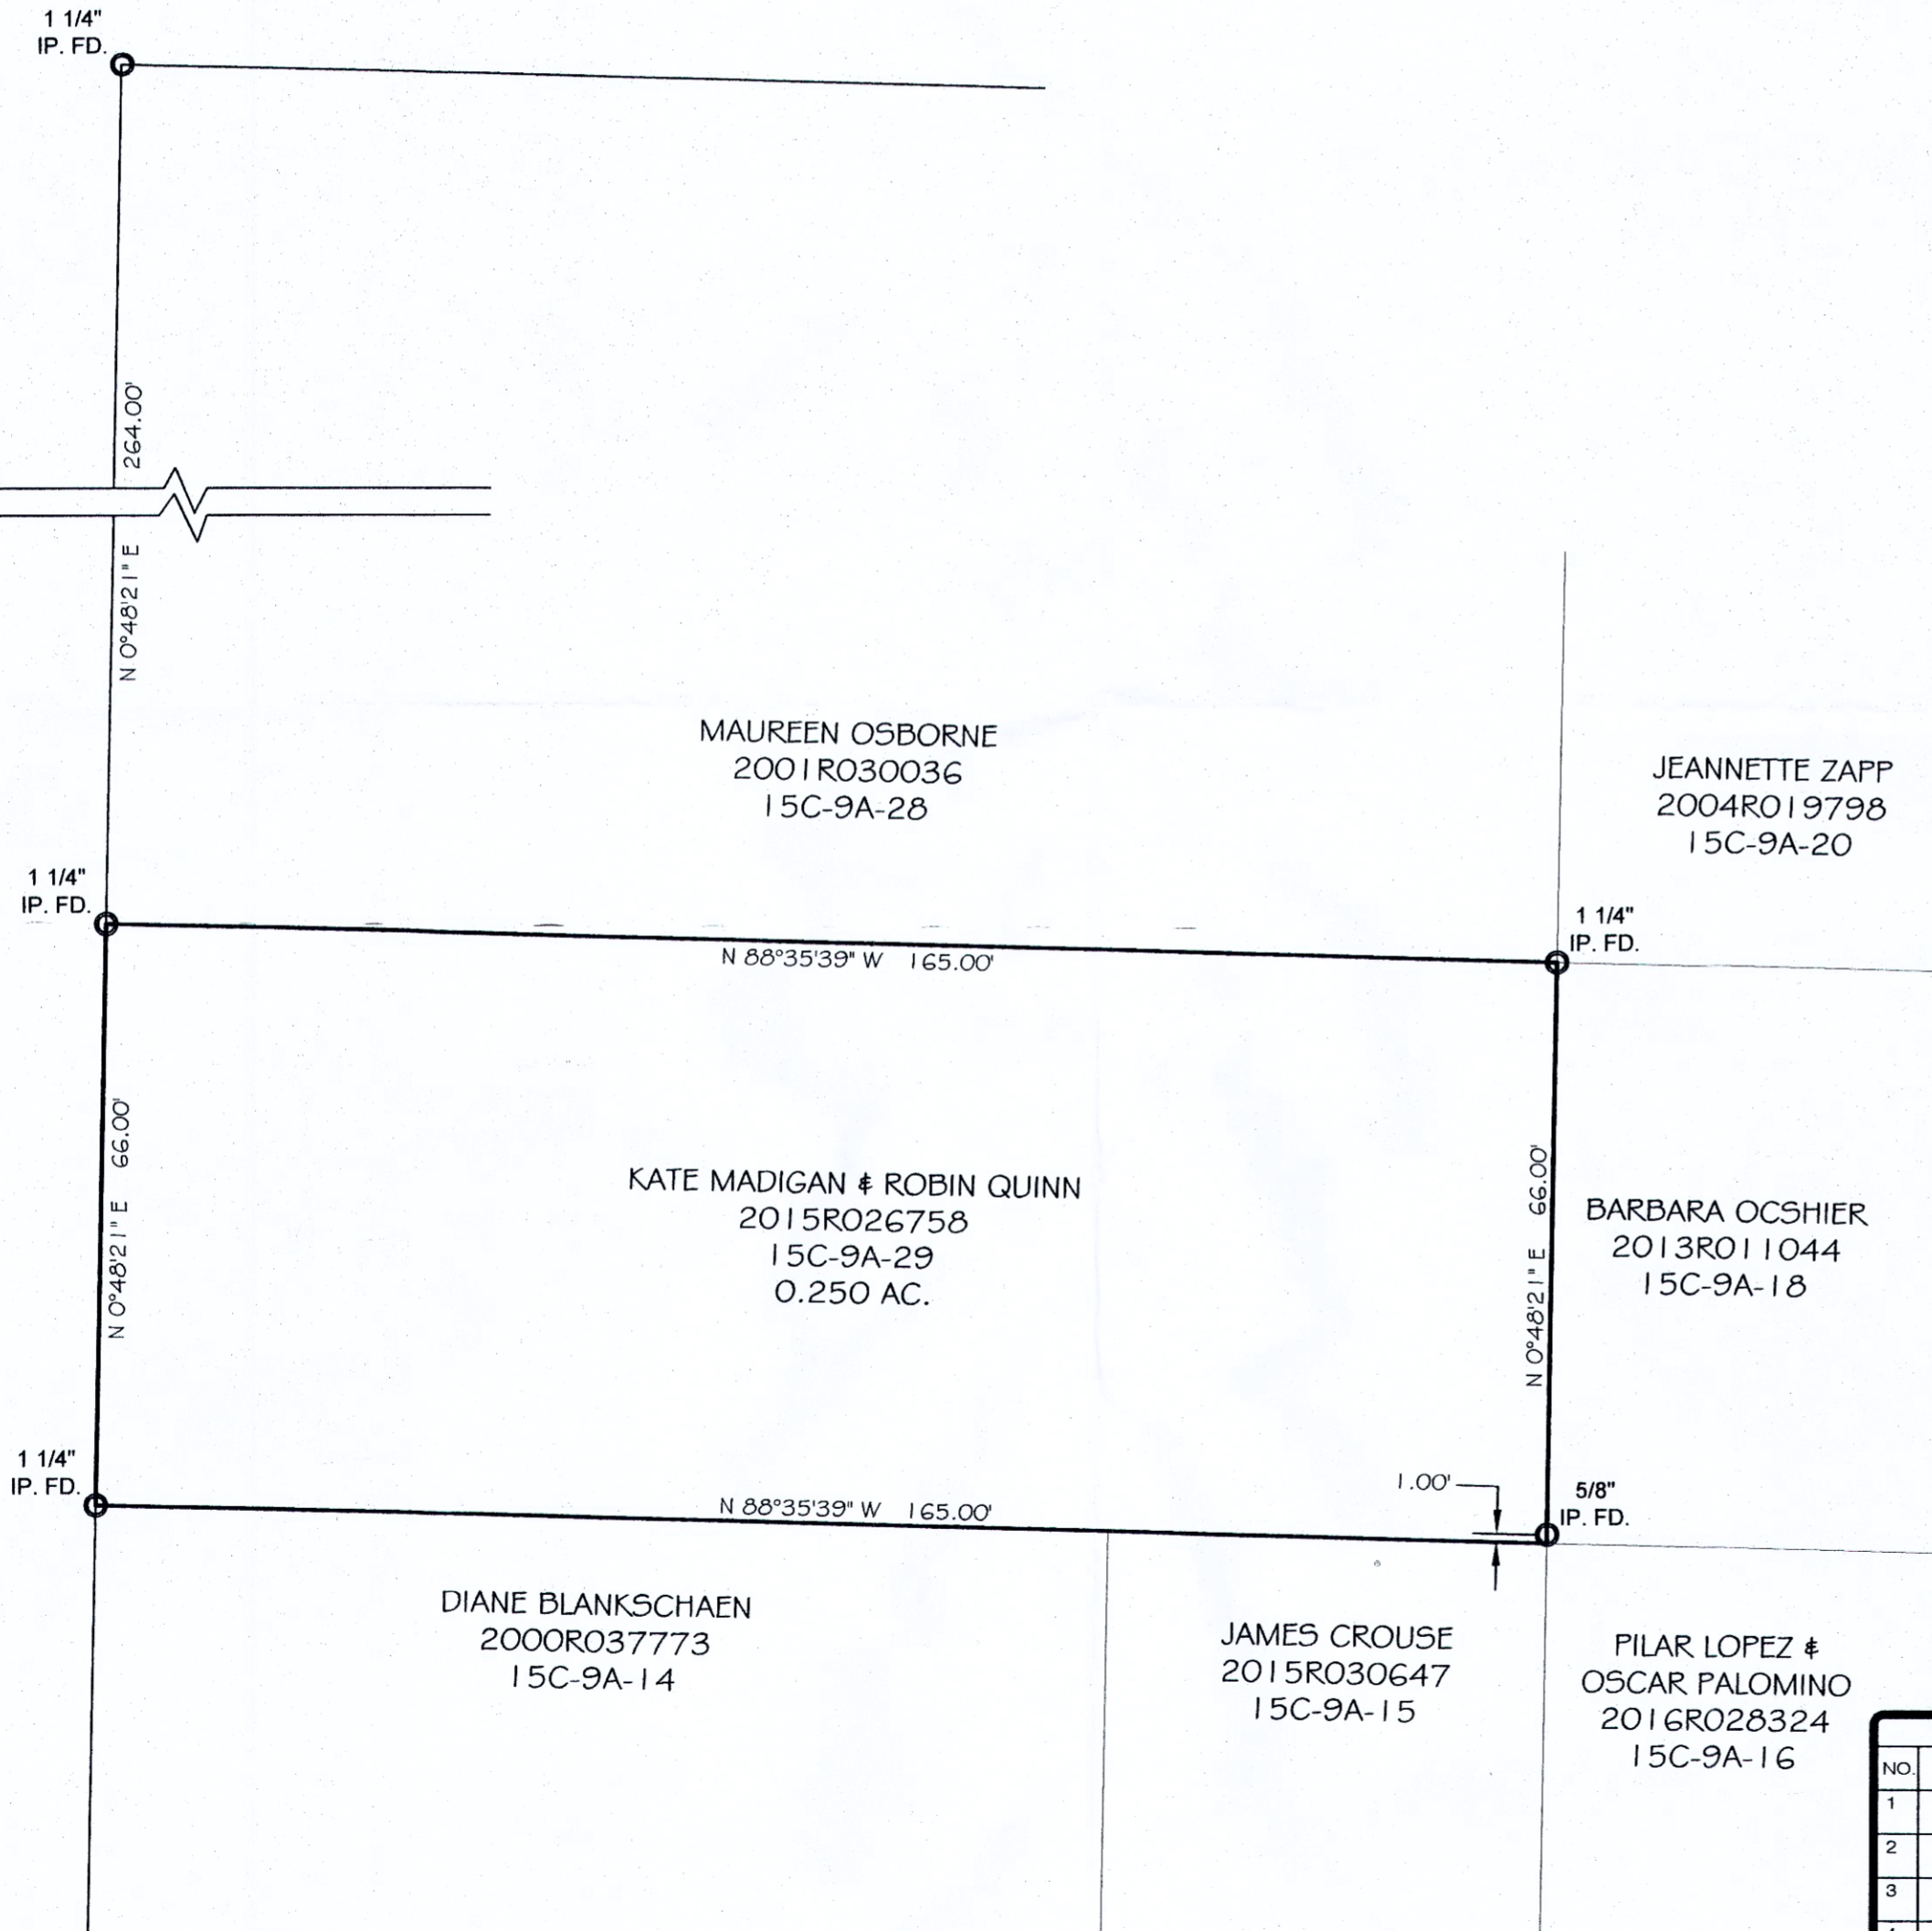 1 1/4"
IP. FD.
264.00'
N 0°48'21" E
MAUREEN OSBORNE
2001R030036
15C-9A-28
JEANNETTE ZAPP
2004R019798
15C-9A-20
1 1/4"
IP. FD.
1 1/4"
IP. FD.
N 88°35'39" W 165.00'
N 0°48'21" E 66.00'
KATE MADIGAN & ROBIN QUINN
2015R026758
15C-9A-29
0.250 AC.
N 0°48'21" E 66.00'
BARBARA OCSHIER
2013R011044
15C-9A-18
1 1/4"
IP. FD.
N 88°35'39" W 165.00'
1.00'
5/8"
IP. FD.
DIANE BLANKSCHAEN
2000R037773
15C-9A-14
JAMES CROUSE
2015R030647
15C-9A-15
PILAR LOPEZ &
OSCAR PALOMINO
2016R028324
15C-9A-16
NO.
1
2
3